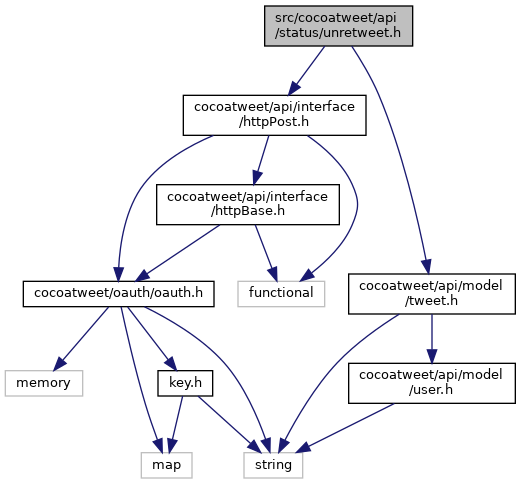 src/cocoatweet/api
/status/unretweet.h
cocoatweet/api/interface
/httpPost.h
cocoatweet/api/interface
/httpBase.h
cocoatweet/oauth/oauth.h
functional
cocoatweet/api/model
/tweet.h
memory
key.h
cocoatweet/api/model
/user.h
map
string